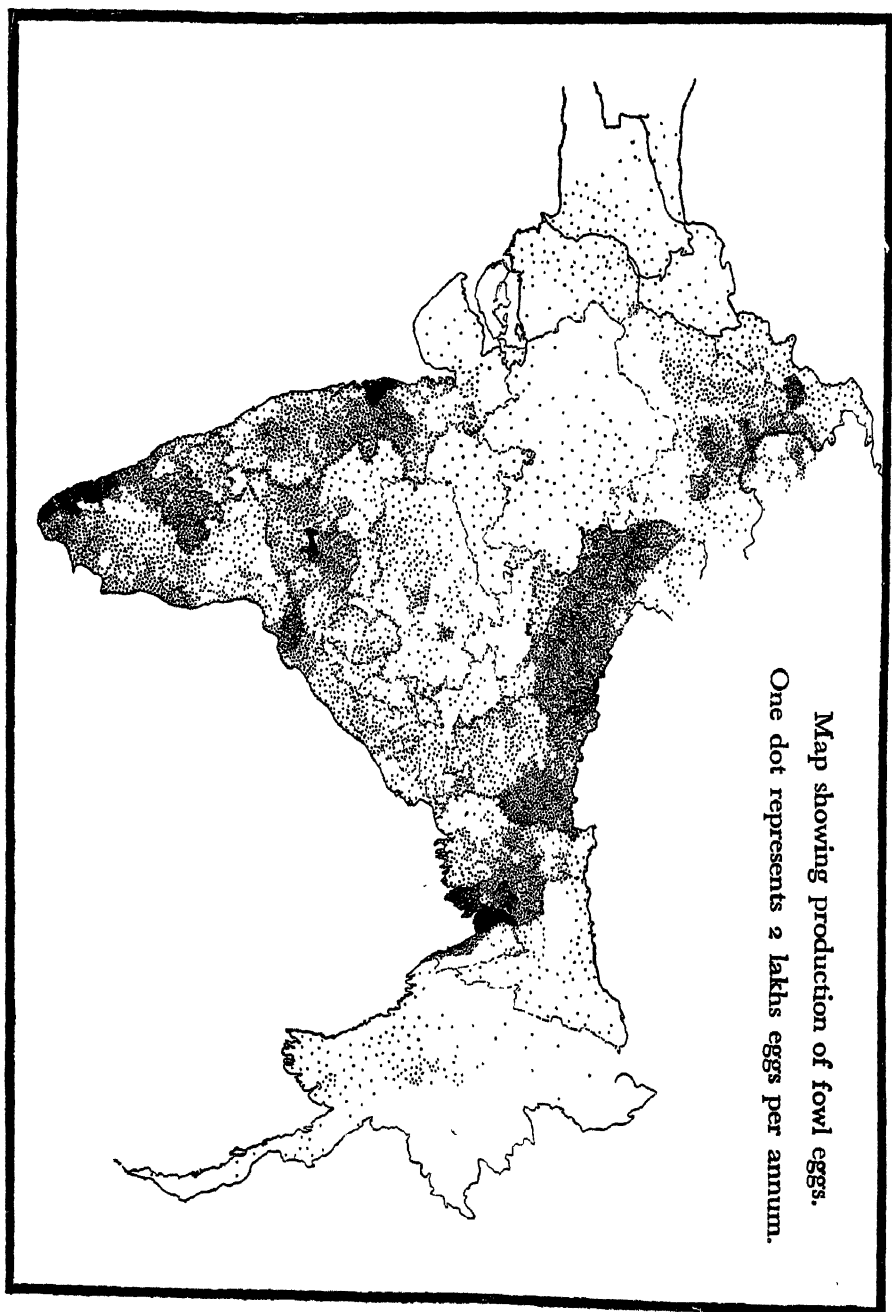 Map showing production of fowl eggs.
One dot represents 2 lakhs eggs per annum.